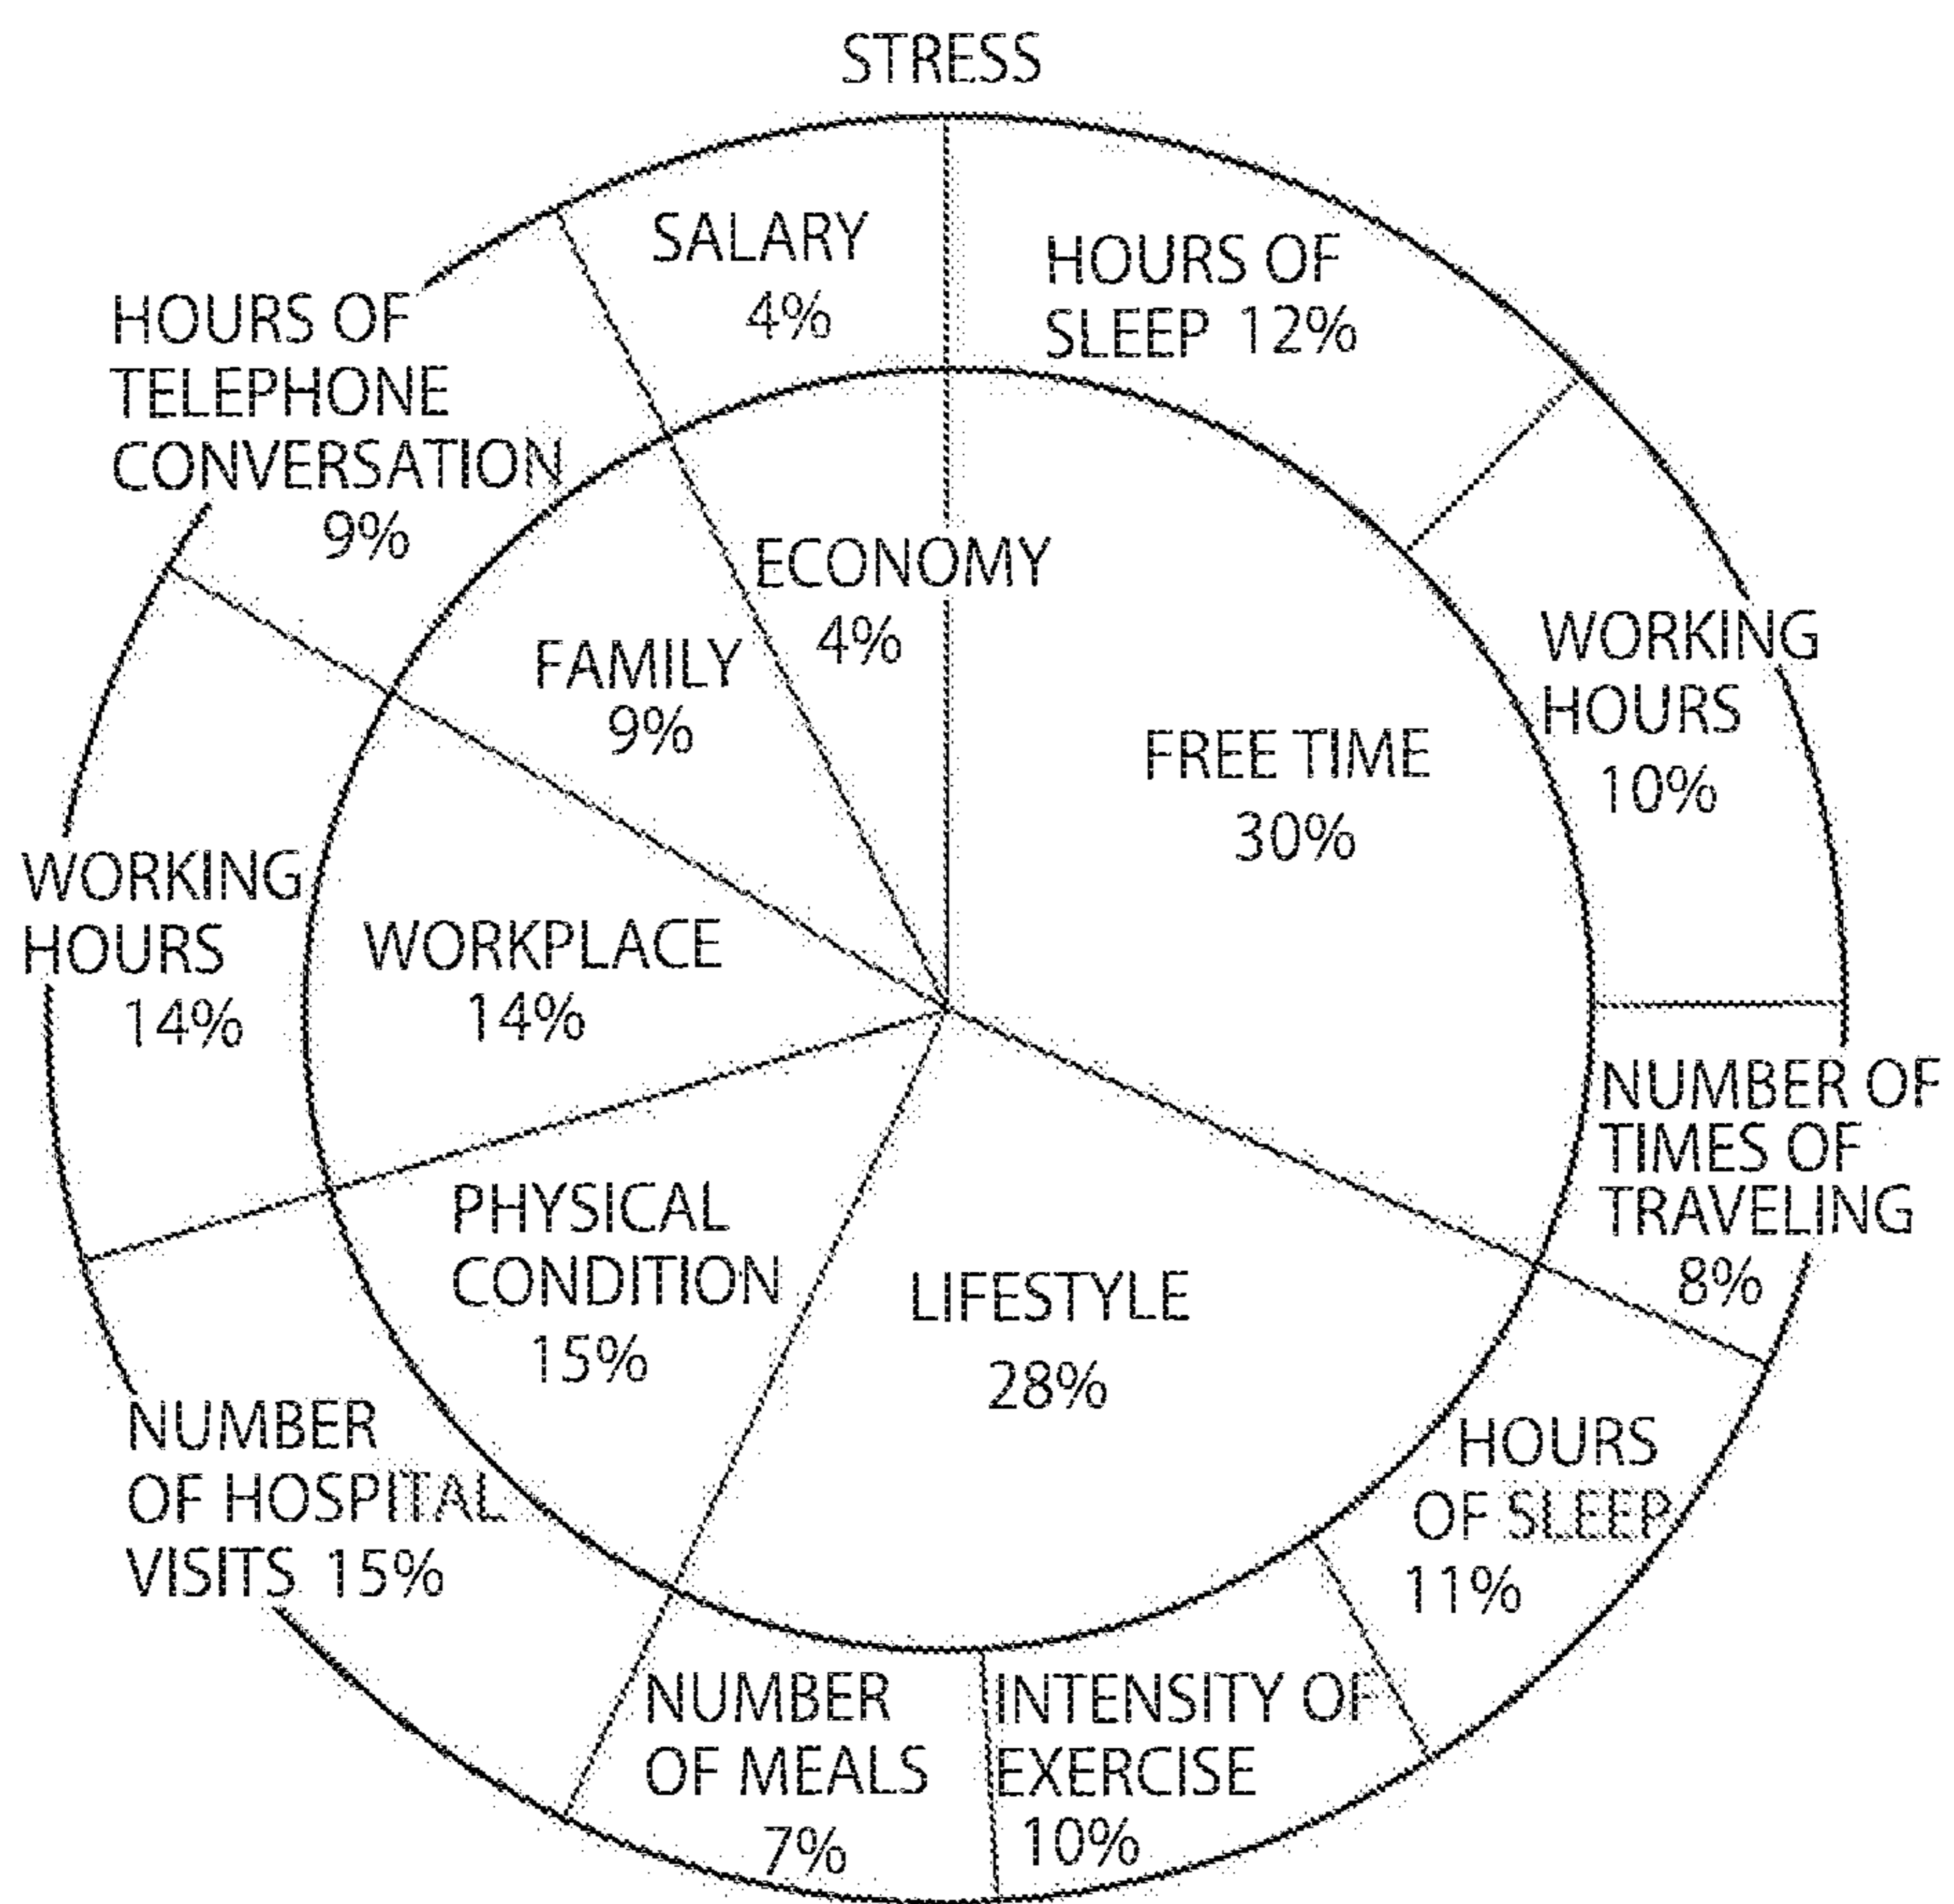 STRESS
SALARY
4%
HOURS OF
SLEEP 12%
HOURS OF
TELEPHONE
CONVERSATION
9%
ECONOMY
4%
FAMILY
9%
FREE TIME
30%
WORKING
HOURS
10%
WORKING
HOURS
14%
WORKPLACE
14%
NUMBER OF
TIMES OF
TRAVELING
8%
PHYSICAL
CONDITION
15%
LIFESTYLE
28%
HOURS
OF SLEEP
11%
NUMBER
OF HOSPITAL
VISITS 15%
NUMBER
OF MEALS
7%
INTENSITY OF
EXERCISE
10%